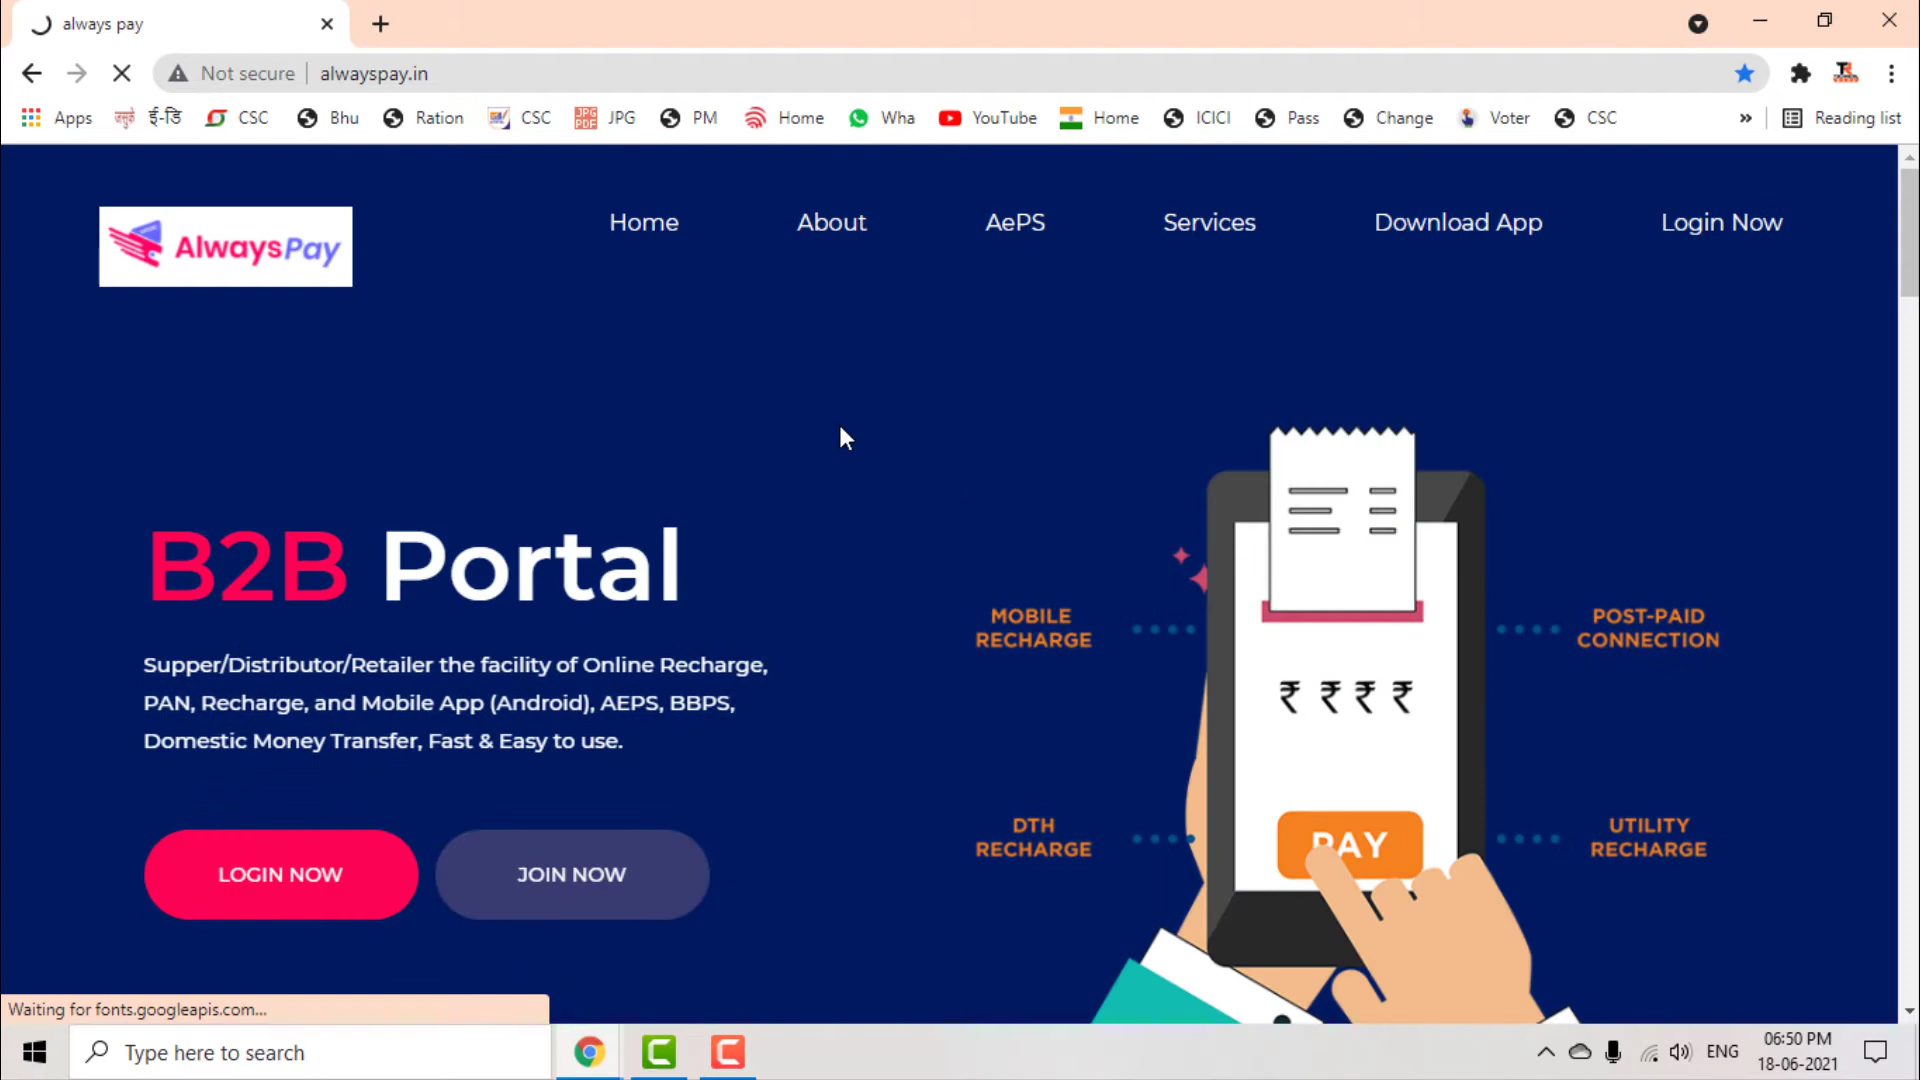 always pay
Not secure alwayspay.in
Apps ई-डि CSC Bhu Ration CSC JPG PM Home Wha YouTube Home ICICI Pass Change Voter CSC » Reading list
AlwaysPay
Home About AePS Services Download App Login Now
B2B Portal
Supper/Distributor/Retailer the facility of Online Recharge,
PAN, Recharge, and Mobile App (Android), AEPS, BBPS,
Domestic Money Transfer, Fast & Easy to use.
LOGIN NOW JOIN NOW
MOBILE
RECHARGE
POST-PAID
CONNECTION
₹ ₹ ₹ ₹
DTH
RECHARGE
PAY
UTILITY
RECHARGE
Waiting for fonts.googleapis.com...
Type here to search
ENG
06:50 PM
18-06-2021